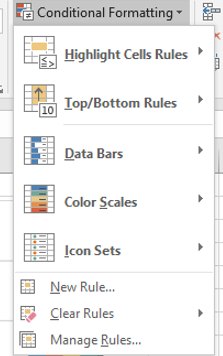 Conditional Formatting
Highlight Cells Rules
Top/Bottom Rules
10
Data Bars
Color Scales
Icon Sets
New Rule...
Clear Rules
Manage Rules...